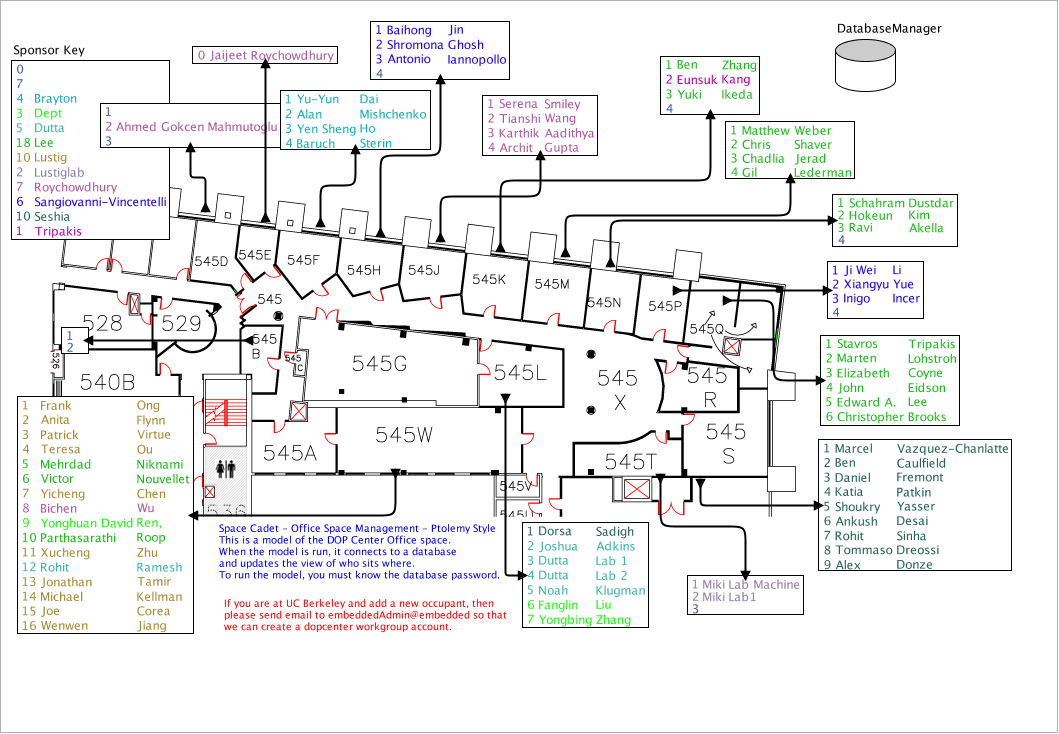 DatabaseManager
Sponsor Key
0
7
4 Brayton
3 Dept
5 Dutta
18 Lee
10 Lustig
2 Lustiglab
7 Roychowdhury
6 Sangiovanni-Vincentelli
10 Seshia
1 Tripakis
1
2 Ahmed Gokcen Mahmutoglu
3
0 Jaijeet Roychowdhury
1 Yu-Yun Dai
2 Alan Mishchenko
3 Yen Sheng Ho
4 Baruch Sterin
1 Baihong Jin
2 Shromona Ghosh
3 Antonio Iannopollo
4
1 Serena Smiley
2 Tianshi Wang
3 Karthik Aadithya
4 Archit Gupta
1 Ben Zhang
2 Eunsuk Kang
3 Yuki Ikeda
4
1 Matthew Weber
2 Chris Shaver
3 Chadlia Jerad
4 Gil Lederman
1 Schahram Dustdar
2 Hokeun Kim
3 Ravi Akella
4
1 Ji Wei Li
2 Xiangyu Yue
3 Inigo Incer
4
1 Stavros Tripakis
2 Marten Lohstroh
3 Elizabeth Coyne
4 John Eidson
5 Edward A. Lee
6 Christopher Brooks
1 Marcel Vazquez-Chanlatte
2 Ben Caulfield
3 Daniel Fremont
4 Katia Patkin
5 Shoukry Yasser
6 Ankush Desai
7 Rohit Sinha
8 Tommaso Dreossi
9 Alex Donze
545D
545E
545F
545H
545J
545K
545M
545N
545P
545Q
545
528
529
545
B
545
C
545G
545L
545
X
545
R
526
540B
545A
545W
545T
545
S
545V
1
2
1 Frank Ong
2 Anita Flynn
3 Patrick Virtue
4 Teresa Ou
5 Mehrdad Niknami
6 Victor Nouvellet
7 Yicheng Chen
8 Bichen Wu
9 Yonghuan David Ren,
10 Parthasarathi Roop
11 Xucheng Zhu
12 Rohit Ramesh
13 Jonathan Tamir
14 Michael Kellman
15 Joe Corea
16 Wenwen Jiang
Space Cadet - Office Space Management - Ptolemy Style
This is a model of the DOP Center Office space.
When the model is run, it connects to a database
and updates the view of who sits where.
To run the model, you must know the database password.
If you are at UC Berkeley and add a new occupant, then
please send email to embeddedAdmin@embedded so that
we can create a dopcenter workgroup account.
1 Dorsa Sadigh
2 Joshua Adkins
3 Dutta Lab 1
4 Dutta Lab 2
5 Noah Klugman
6 Fanglin Liu
7 Yongbing Zhang
1 Miki Lab Machine
2 Miki Lab1
3